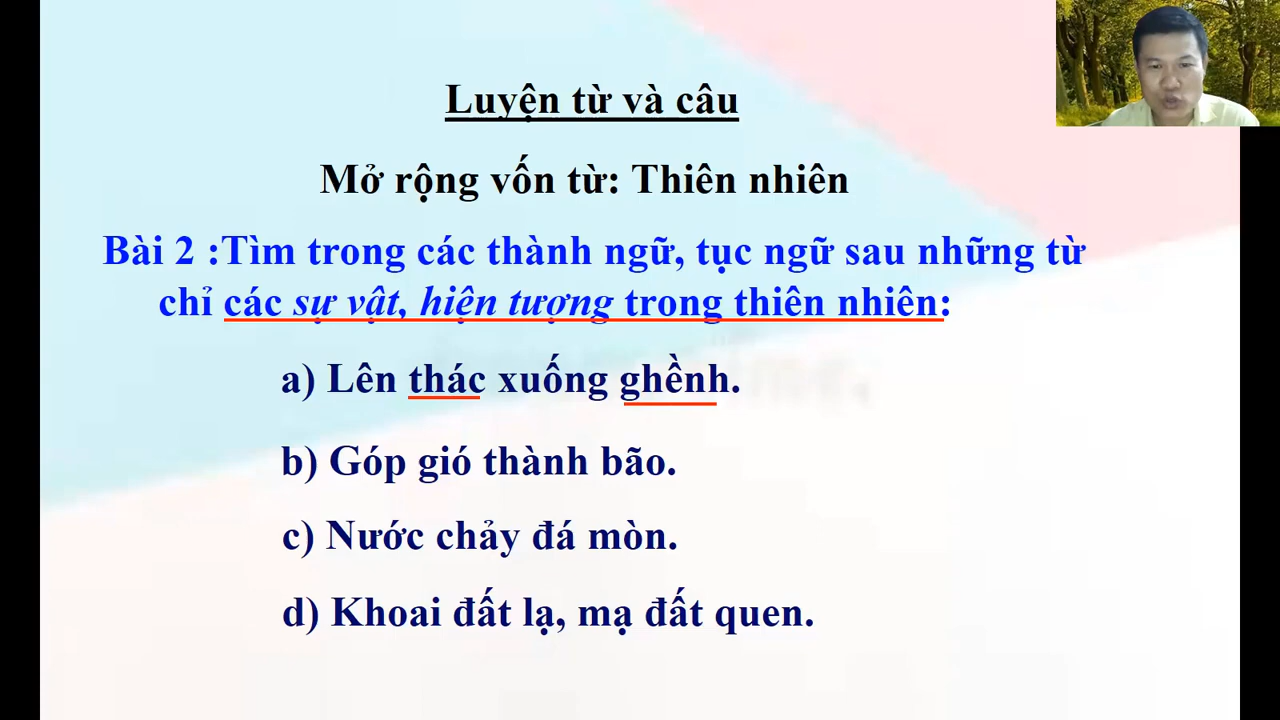 Luyện từ và câu
Mở rộng vốn từ: Thiên nhiên
Bài 2 :Tìm trong các thành ngữ, tục ngữ sau những từ
chỉ các sự vật, hiện tượng trong thiên nhiên:
a) Lên thác xuống ghềnh.
b) Góp gió thành bão.
c) Nước chảy đá mòn.
d) Khoai đất lạ, mạ đất quen.